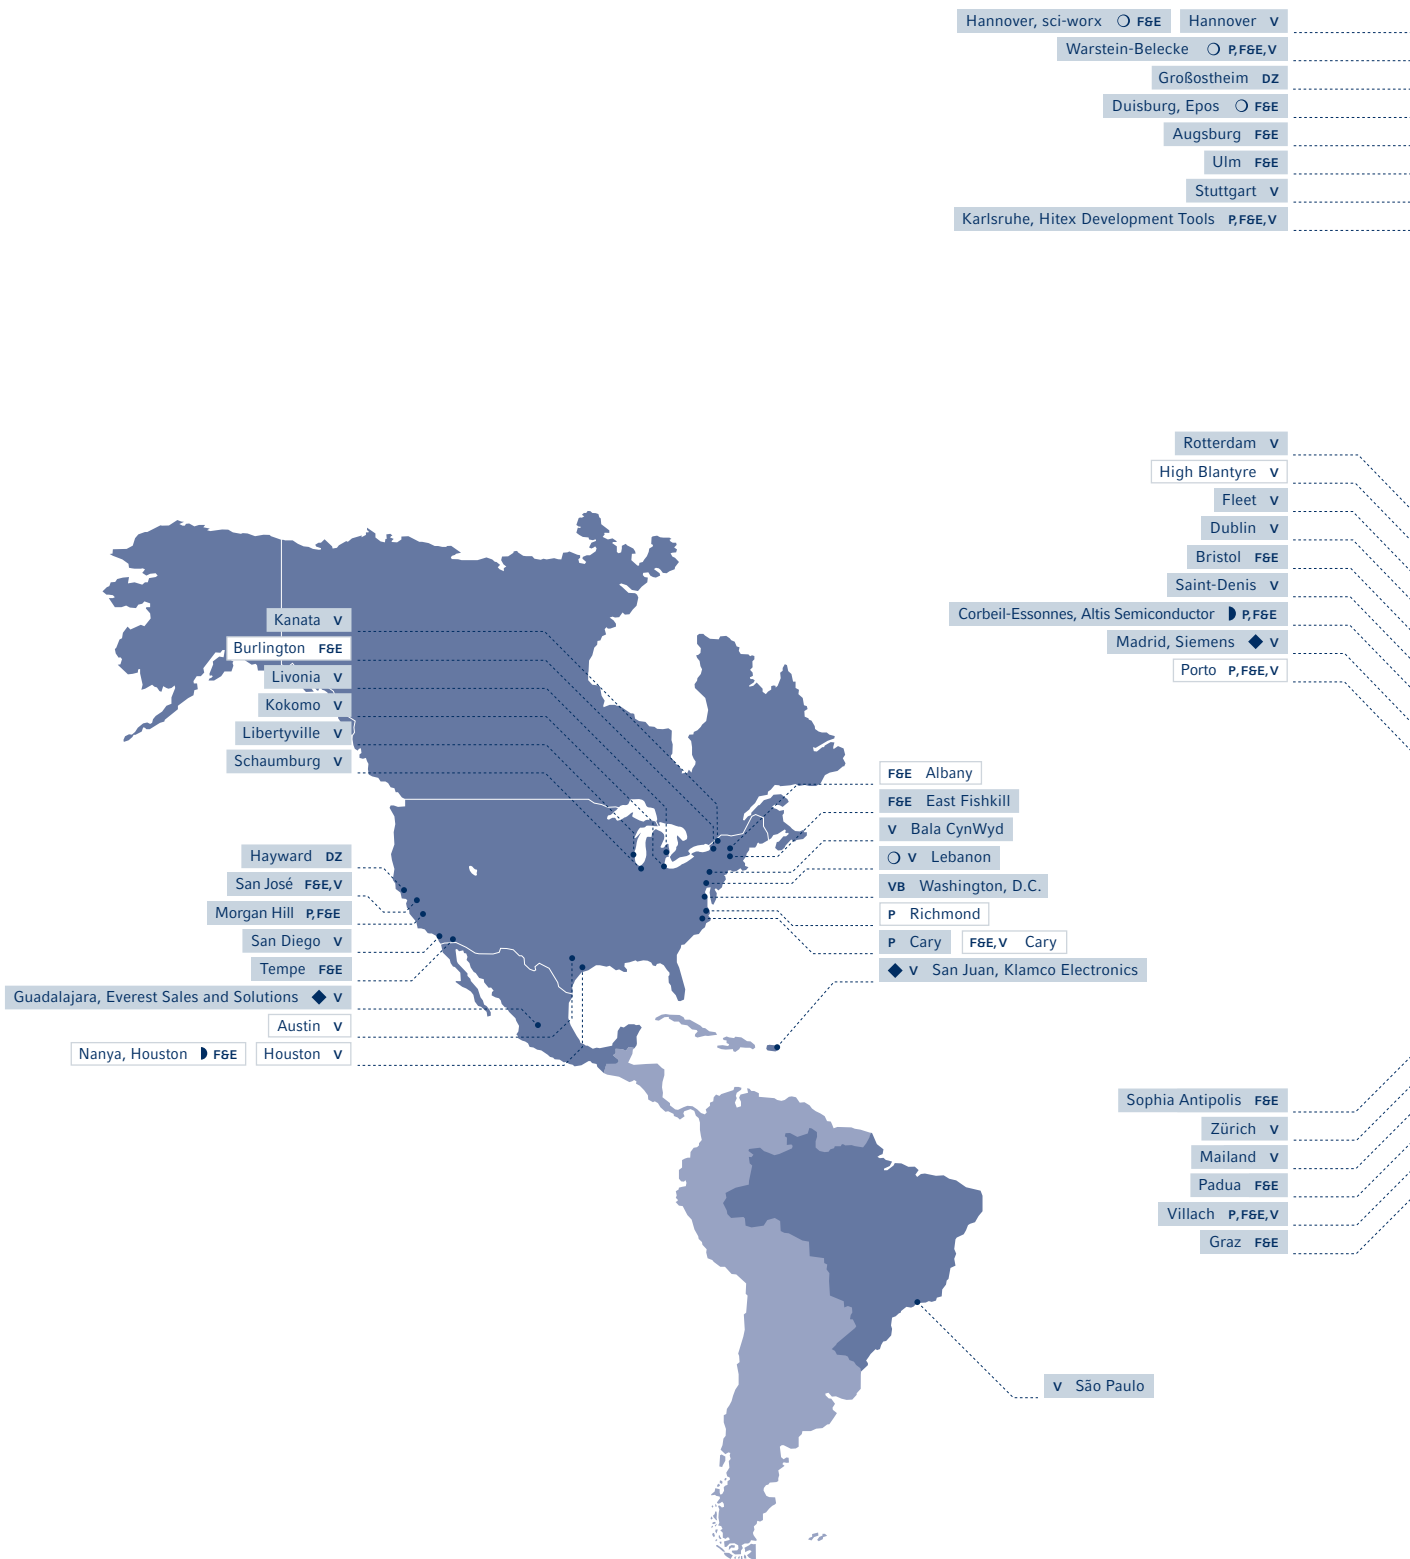 Hannover, sci-worx F&E Hannover V
Warstein-Belecke P, F&E, V
Großostheim DZ
Duisburg, Epos F&E
Augsburg F&E
Ulm F&E
Stuttgart V
Karlsruhe, Hitex Development Tools P, F&E, V
Rotterdam V
High Blantyre V
Fleet V
Dublin V
Bristol F&E
Saint-Denis V
Corbeil-Essonnes, Altis Semiconductor P, F&E
Madrid, Siemens V
Porto P, F&E, V
Kanata V
Burlington F&E
Livonia V
Kokomo V
Libertyville V
Schaumburg V
F&E Albany
F&E East Fishkill
V Bala CynWyd
V Lebanon
VB Washington, D.C.
P Richmond
P Cary F&E, V Cary
V San Juan, Klamco Electronics
Hayward DZ
San José F&E, V
Morgan Hill P, F&E
San Diego V
Tempe F&E
Guadalajara, Everest Sales and Solutions V
Austin V
Nanya, Houston F&E Houston V
Sophia Antipolis F&E
Zürich V
Mailand V
Padua F&E
Villach P, F&E, V
Graz F&E
V São Paulo